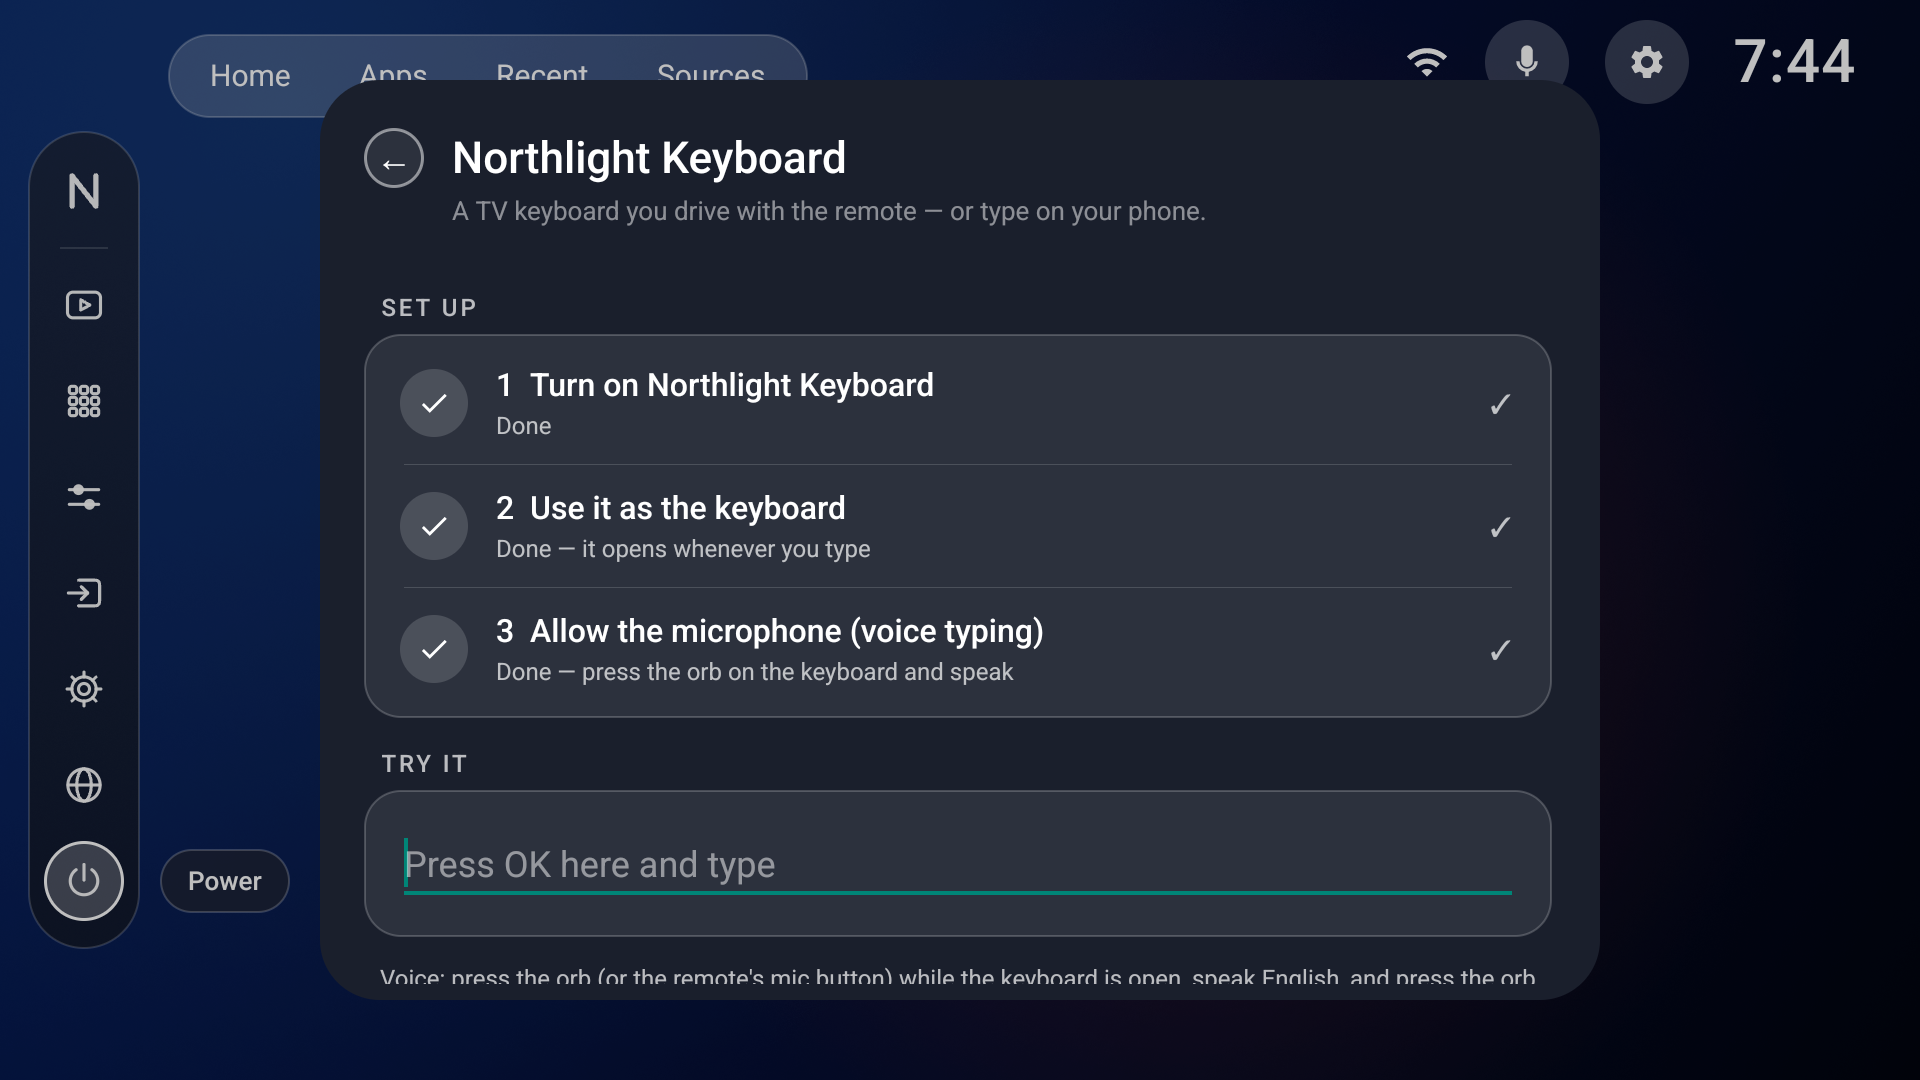 Home Apps Recent Sources
7:44
N
← Northlight Keyboard
A TV keyboard you drive with the remote — or type on your phone.
SET UP
1 Turn on Northlight Keyboard ✓
Done
2 Use it as the keyboard ✓
Done — it opens whenever you type
3 Allow the microphone (voice typing) ✓
Done — press the orb on the keyboard and speak
TRY IT
Press OK here and type
Power
Voice: press the orb (or the remote's mic button) while the keyboard is open, speak English, and press the orb